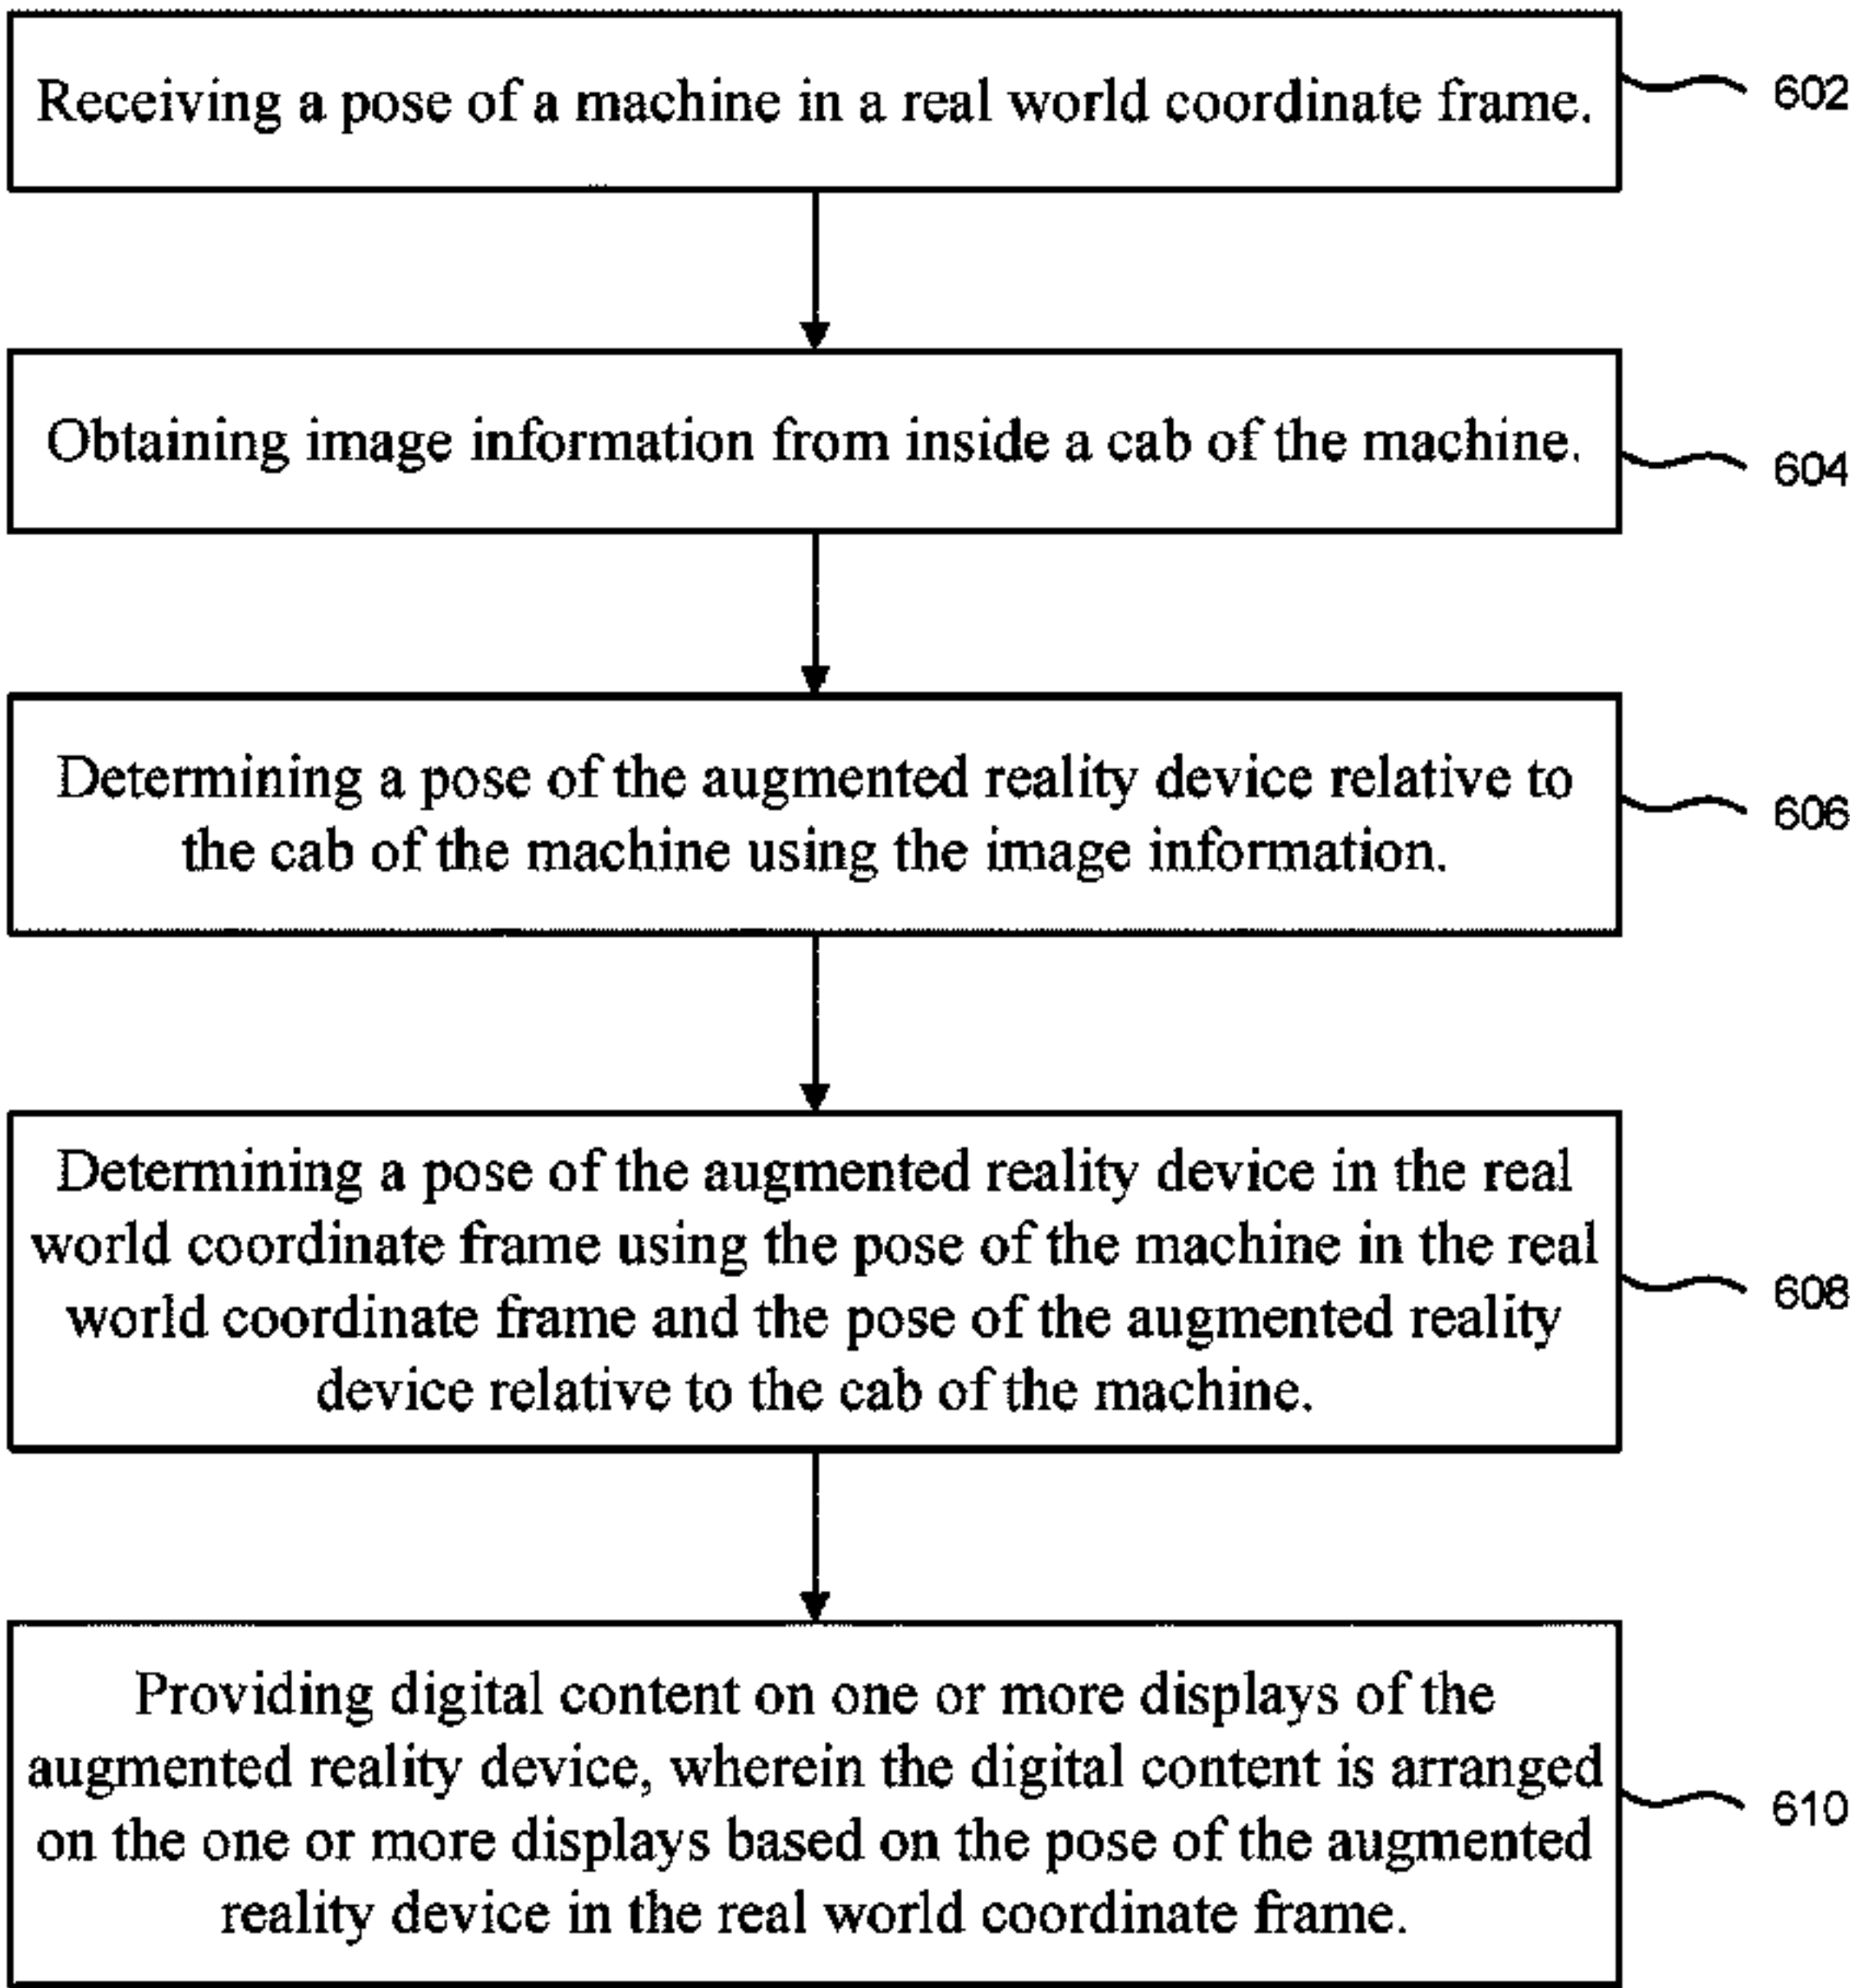 Receiving a pose of a machine in a real world coordinate frame.
602
Obtaining image information from inside a cab of the machine.
604
Determining a pose of the augmented reality device relative to
the cab of the machine using the image information.
606
Determining a pose of the augmented reality device in the real
world coordinate frame using the pose of the machine in the real
world coordinate frame and the pose of the augmented reality
device relative to the cab of the machine.
608
Providing digital content on one or more displays of the
augmented reality device, wherein the digital content is arranged
on the one or more displays based on the pose of the augmented
reality device in the real world coordinate frame.
610